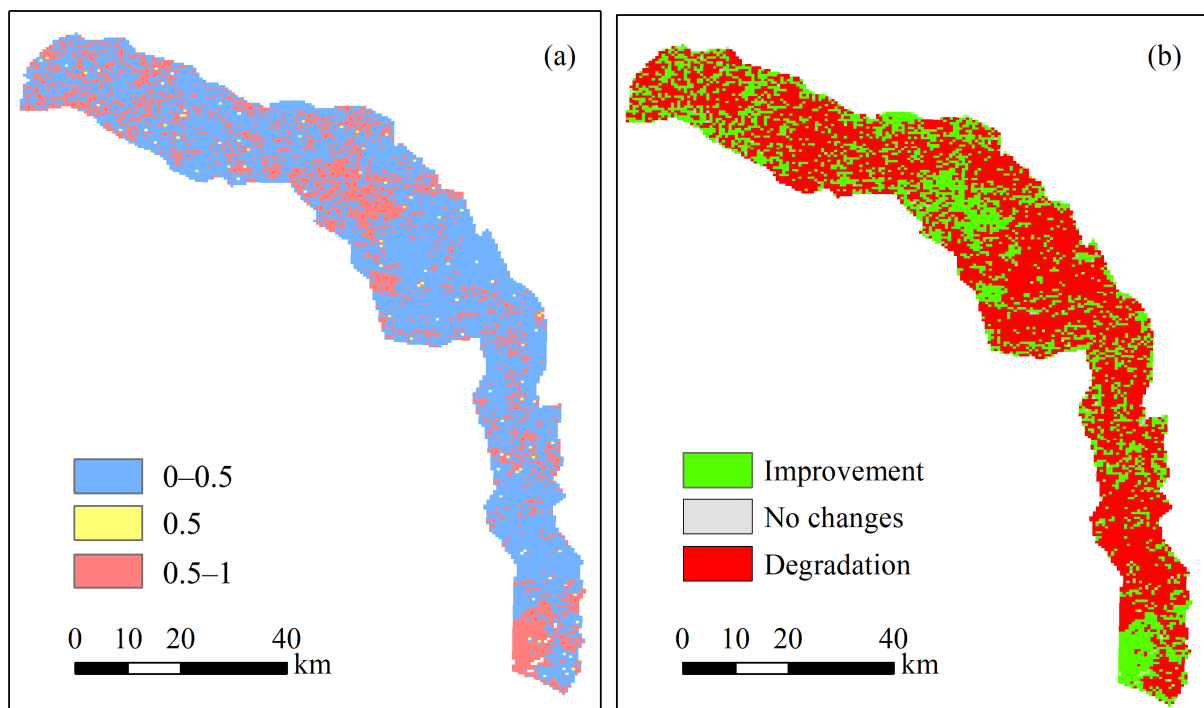 (a)
0–0.5
0.5
0.5–1
0 10 20 40
km
(b)
Improvement
No changes
Degradation
0 10 20 40
km